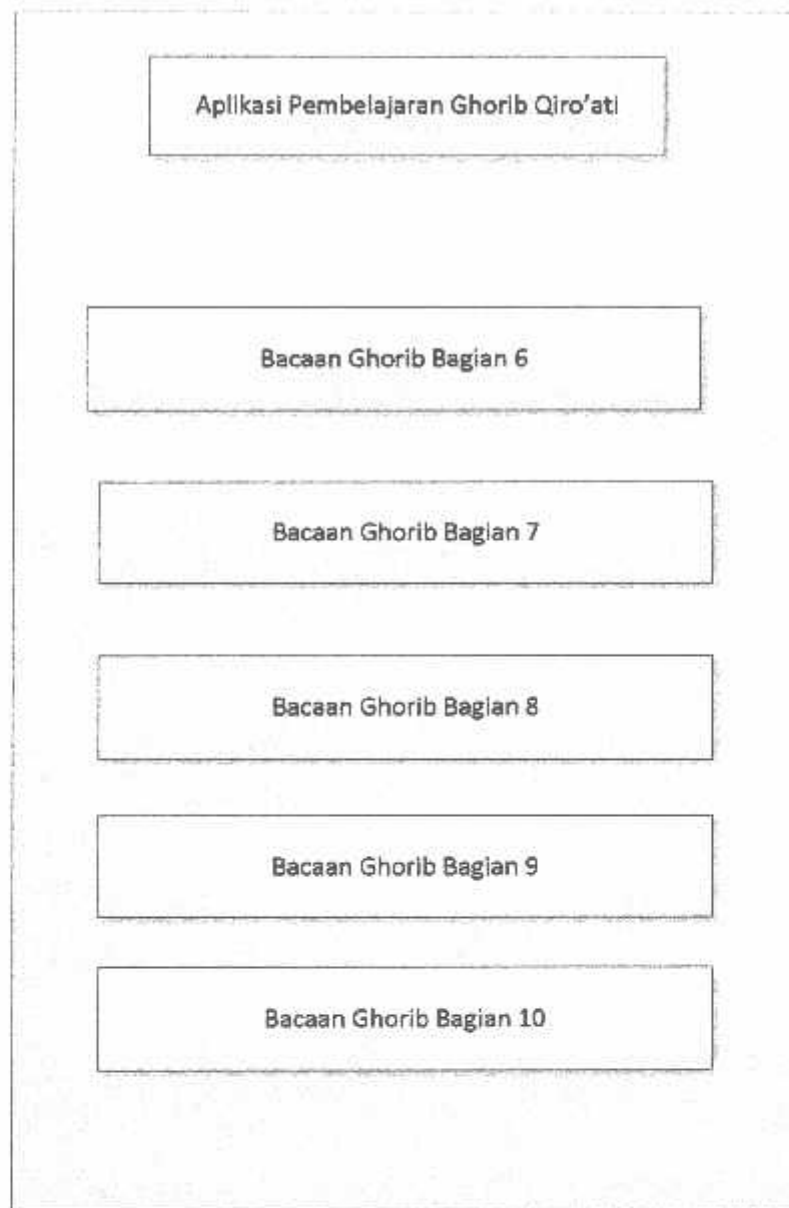 Aplikasi Pembelajaran Ghorib Qiro'ati
Bacaan Ghorib Bagian 6
Bacaan Ghorib Bagian 7
Bacaan Ghorib Bagian 8
Bacaan Ghorib Bagian 9
Bacaan Ghorib Bagian 10